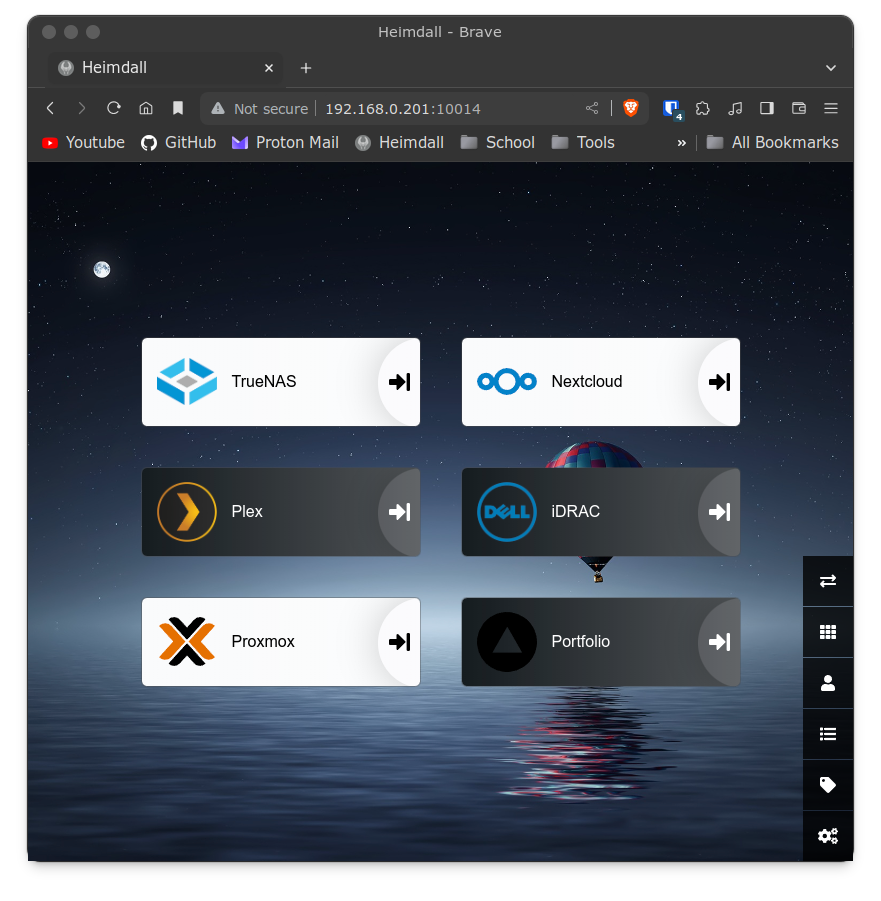 Heimdall - Brave
Heimdall
Not secure 192.168.0.201:10014
4
Youtube GitHub Proton Mail Heimdall School Tools » All Bookmarks
TrueNAS Nextcloud
Plex DELL iDRAC
Proxmox Portfolio